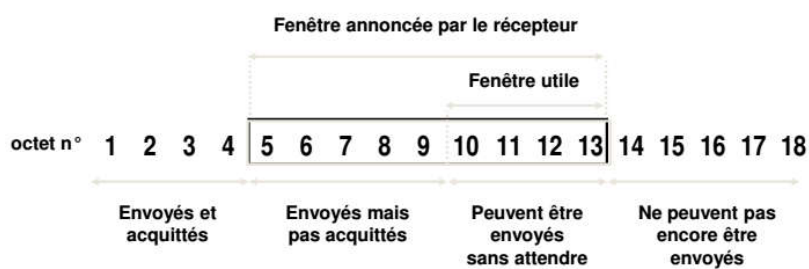 Fenêtre annoncée par le récepteur
Fenêtre utile
octet n° 1 2 3 4 5 6 7 8 9 10 11 12 13 14 15 16 17 18
Envoyés et
acquittés
Envoyés mais
pas acquittés
Peuvent être
envoyés
sans attendre
Ne peuvent pas
encore être
envoyés